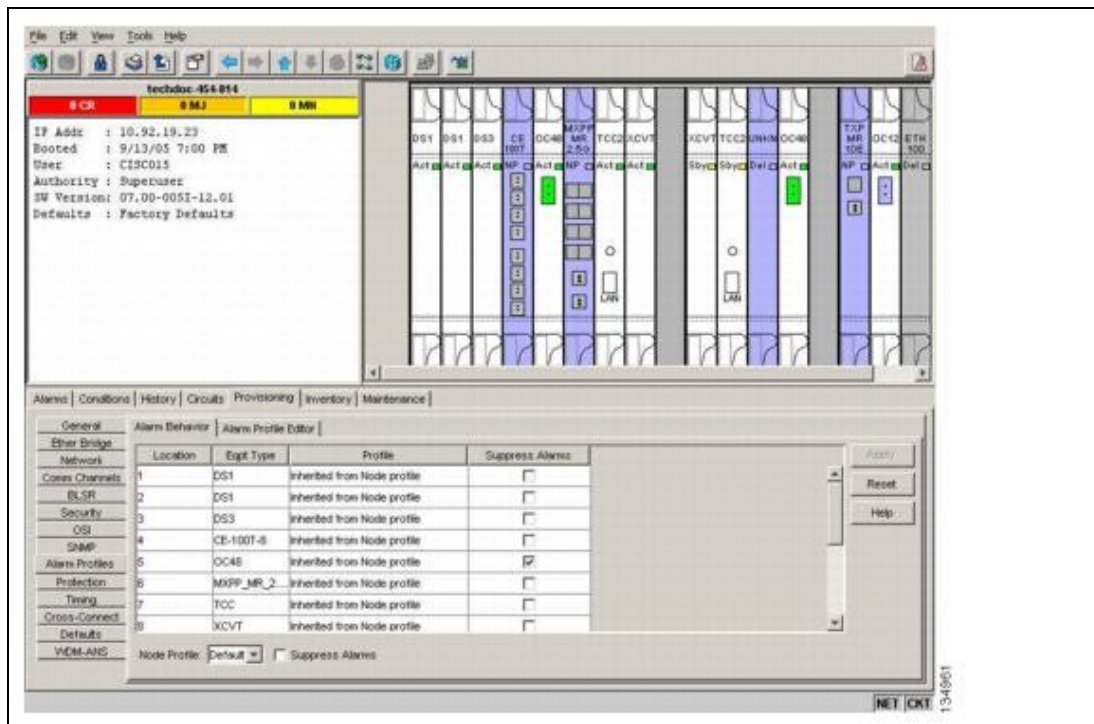 File Edit View Tools Help
techdoc-454-814
0 CR 0 MJ 0 MN
IP Addr : 10.92.19.23
Booted : 9/13/05 7:00 PM
User : CISCO15
Authority : Superuser
SW Version: 07.00-005I-12.01
Defaults : Factory Defaults
DS1 DS1 DS3 CE 100T OC48 MXPP MR 2.5G TCC2 XCVT XCVT TCC2 UNKN OC48 TXP MR 10E OC12 ETH 100
Act Act Act NP Act NP Act Act Sby Sby Del Act NP Act Del
LAN LAN
Alarms Conditions History Circuits Provisioning Inventory Maintenance
General
Ether Bridge
Network
Comm Channels
BLSR
Security
OSI
SNMP
Alarm Profiles
Protection
Timing
Cross-Connect
Defaults
WDM-ANS
Alarm Behavior Alarm Profile Editor
Location Eqpt Type Profile Suppress Alarms
1 DS1 Inherited from Node profile
2 DS1 Inherited from Node profile
3 DS3 Inherited from Node profile
4 CE-100T-8 Inherited from Node profile
5 OC48 Inherited from Node profile
6 MXPP_MR_2... Inherited from Node profile
7 TCC Inherited from Node profile
8 XCVT Inherited from Node profile
Node Profile: Default Suppress Alarms
Apply
Reset
Help
NET CKT
134961